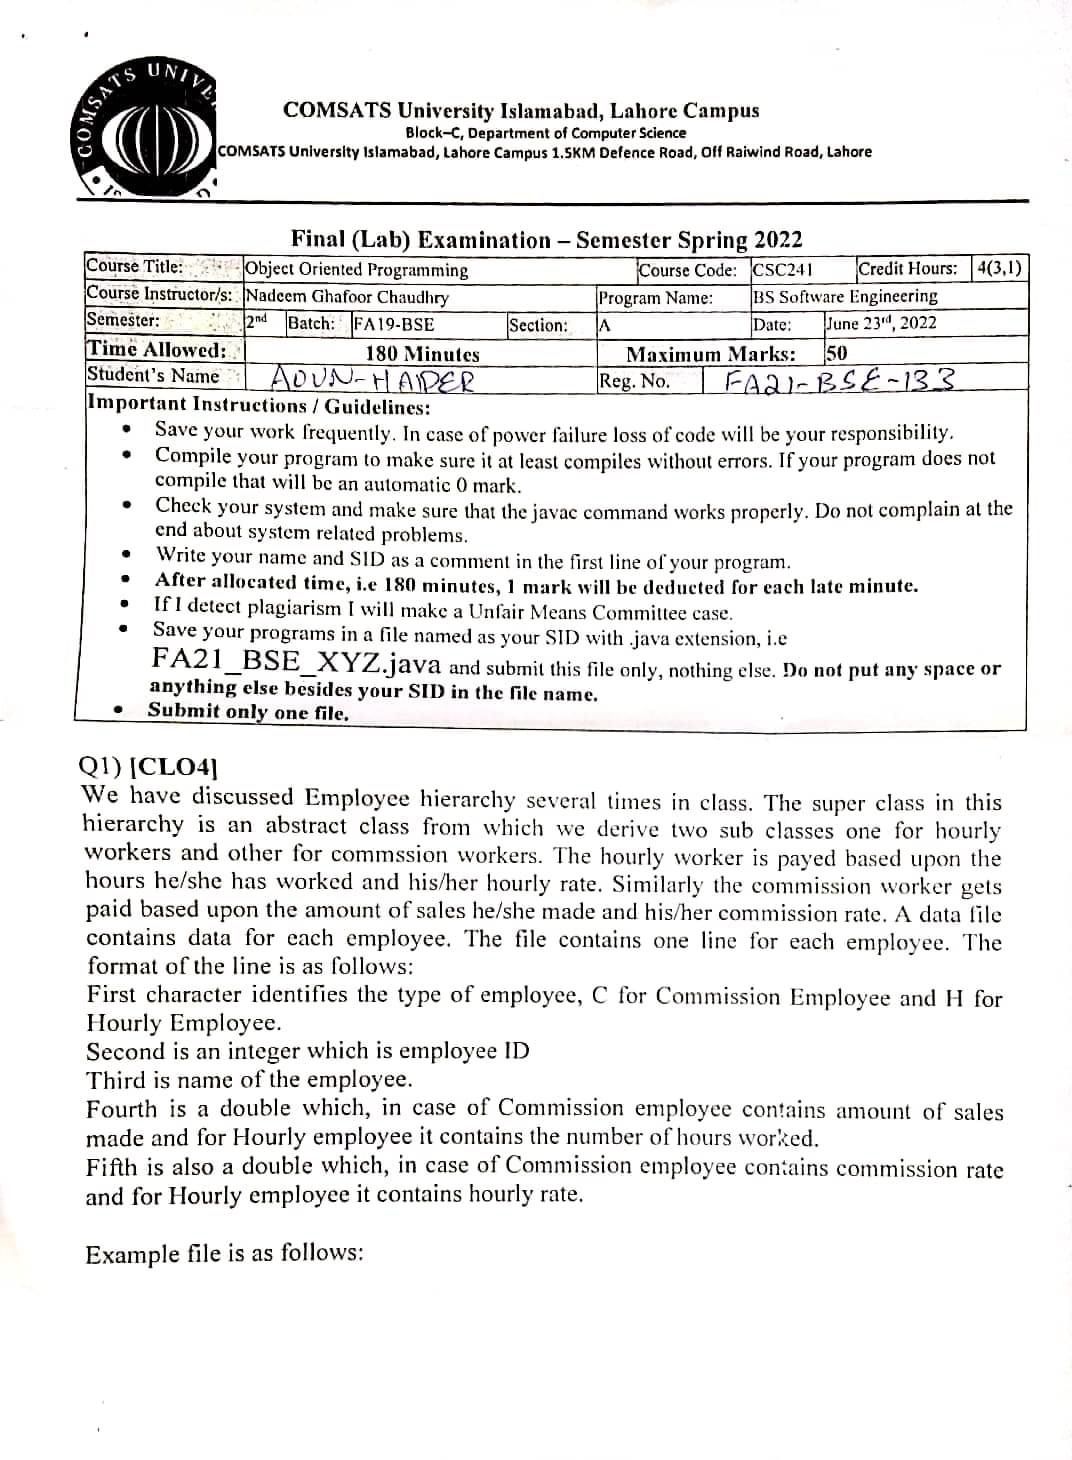 COMSATS UNIVE
COMSATS University Islamabad, Lahore Campus
Block–C, Department of Computer Science
COMSATS University Islamabad, Lahore Campus 1.5KM Defence Road, Off Raiwind Road, Lahore
Final (Lab) Examination – Semester Spring 2022
Course Title: Object Oriented Programming Course Code: CSC241 Credit Hours: 4(3,1)
Course Instructor/s: Nadeem Ghafoor Chaudhry Program Name: BS Software Engineering
Semester: 2nd Batch: FA19-BSE Section: A Date: June 23rd, 2022
Time Allowed: 180 Minutes Maximum Marks: 50
Student's Name AOUN-HAIDER Reg. No. FA21-BSE-133
Important Instructions / Guidelines:
• Save your work frequently. In case of power failure loss of code will be your responsibility.
• Compile your program to make sure it at least compiles without errors. If your program does not
compile that will be an automatic 0 mark.
• Check your system and make sure that the javac command works properly. Do not complain at the
end about system related problems.
• Write your name and SID as a comment in the first line of your program.
• After allocated time, i.e 180 minutes, 1 mark will be deducted for each late minute.
• If I detect plagiarism I will make a Unfair Means Committee case.
• Save your programs in a file named as your SID with .java extension, i.e
FA21_BSE_XYZ.java and submit this file only, nothing else. Do not put any space or
anything else besides your SID in the file name.
• Submit only one file.
Q1) [CLO4]
We have discussed Employee hierarchy several times in class. The super class in this
hierarchy is an abstract class from which we derive two sub classes one for hourly
workers and other for commssion workers. The hourly worker is payed based upon the
hours he/she has worked and his/her hourly rate. Similarly the commission worker gets
paid based upon the amount of sales he/she made and his/her commission rate. A data file
contains data for each employee. The file contains one line for each employee. The
format of the line is as follows:
First character identifies the type of employee, C for Commission Employee and H for
Hourly Employee.
Second is an integer which is employee ID
Third is name of the employee.
Fourth is a double which, in case of Commission employee contains amount of sales
made and for Hourly employee it contains the number of hours worked.
Fifth is also a double which, in case of Commission employee contains commission rate
and for Hourly employee it contains hourly rate.
Example file is as follows: